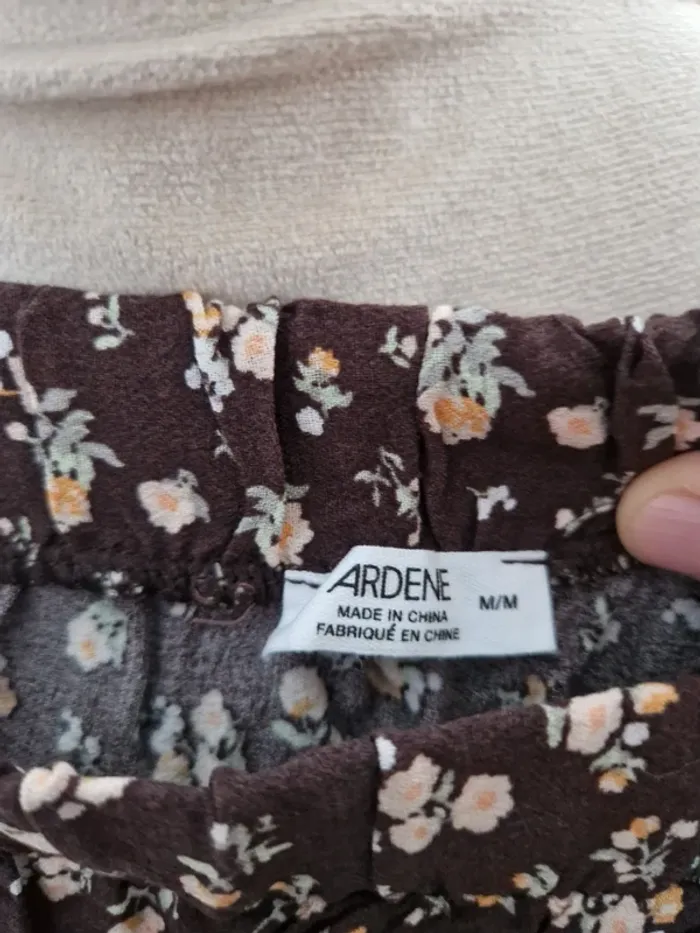 ARDENE
M/M
MADE IN CHINA
FABRIQUÉ EN CHINE